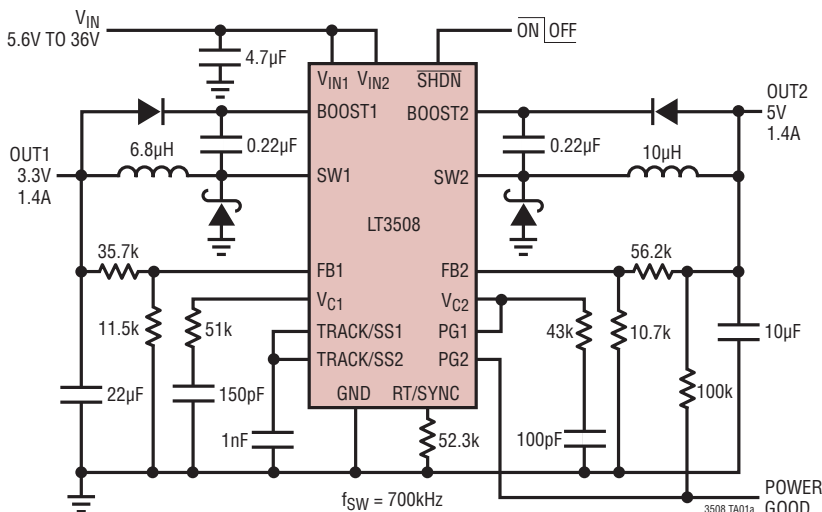 VIN
5.6V TO 36V
4.7µF
ON OFF
VIN1 VIN2
SHDN
BOOST1
BOOST2
OUT2
5V
1.4A
OUT1
3.3V
1.4A
6.8µH
0.22µF
0.22µF
10µH
SW1
SW2
LT3508
35.7k
56.2k
FB1
FB2
VC1
VC2
11.5k
51k
TRACK/SS1
PG1
43k
10.7k
10µF
TRACK/SS2
PG2
22µF
150pF
GND
RT/SYNC
100k
1nF
52.3k
100pF
fSW = 700kHz
POWER
GOOD
3508 TA01a